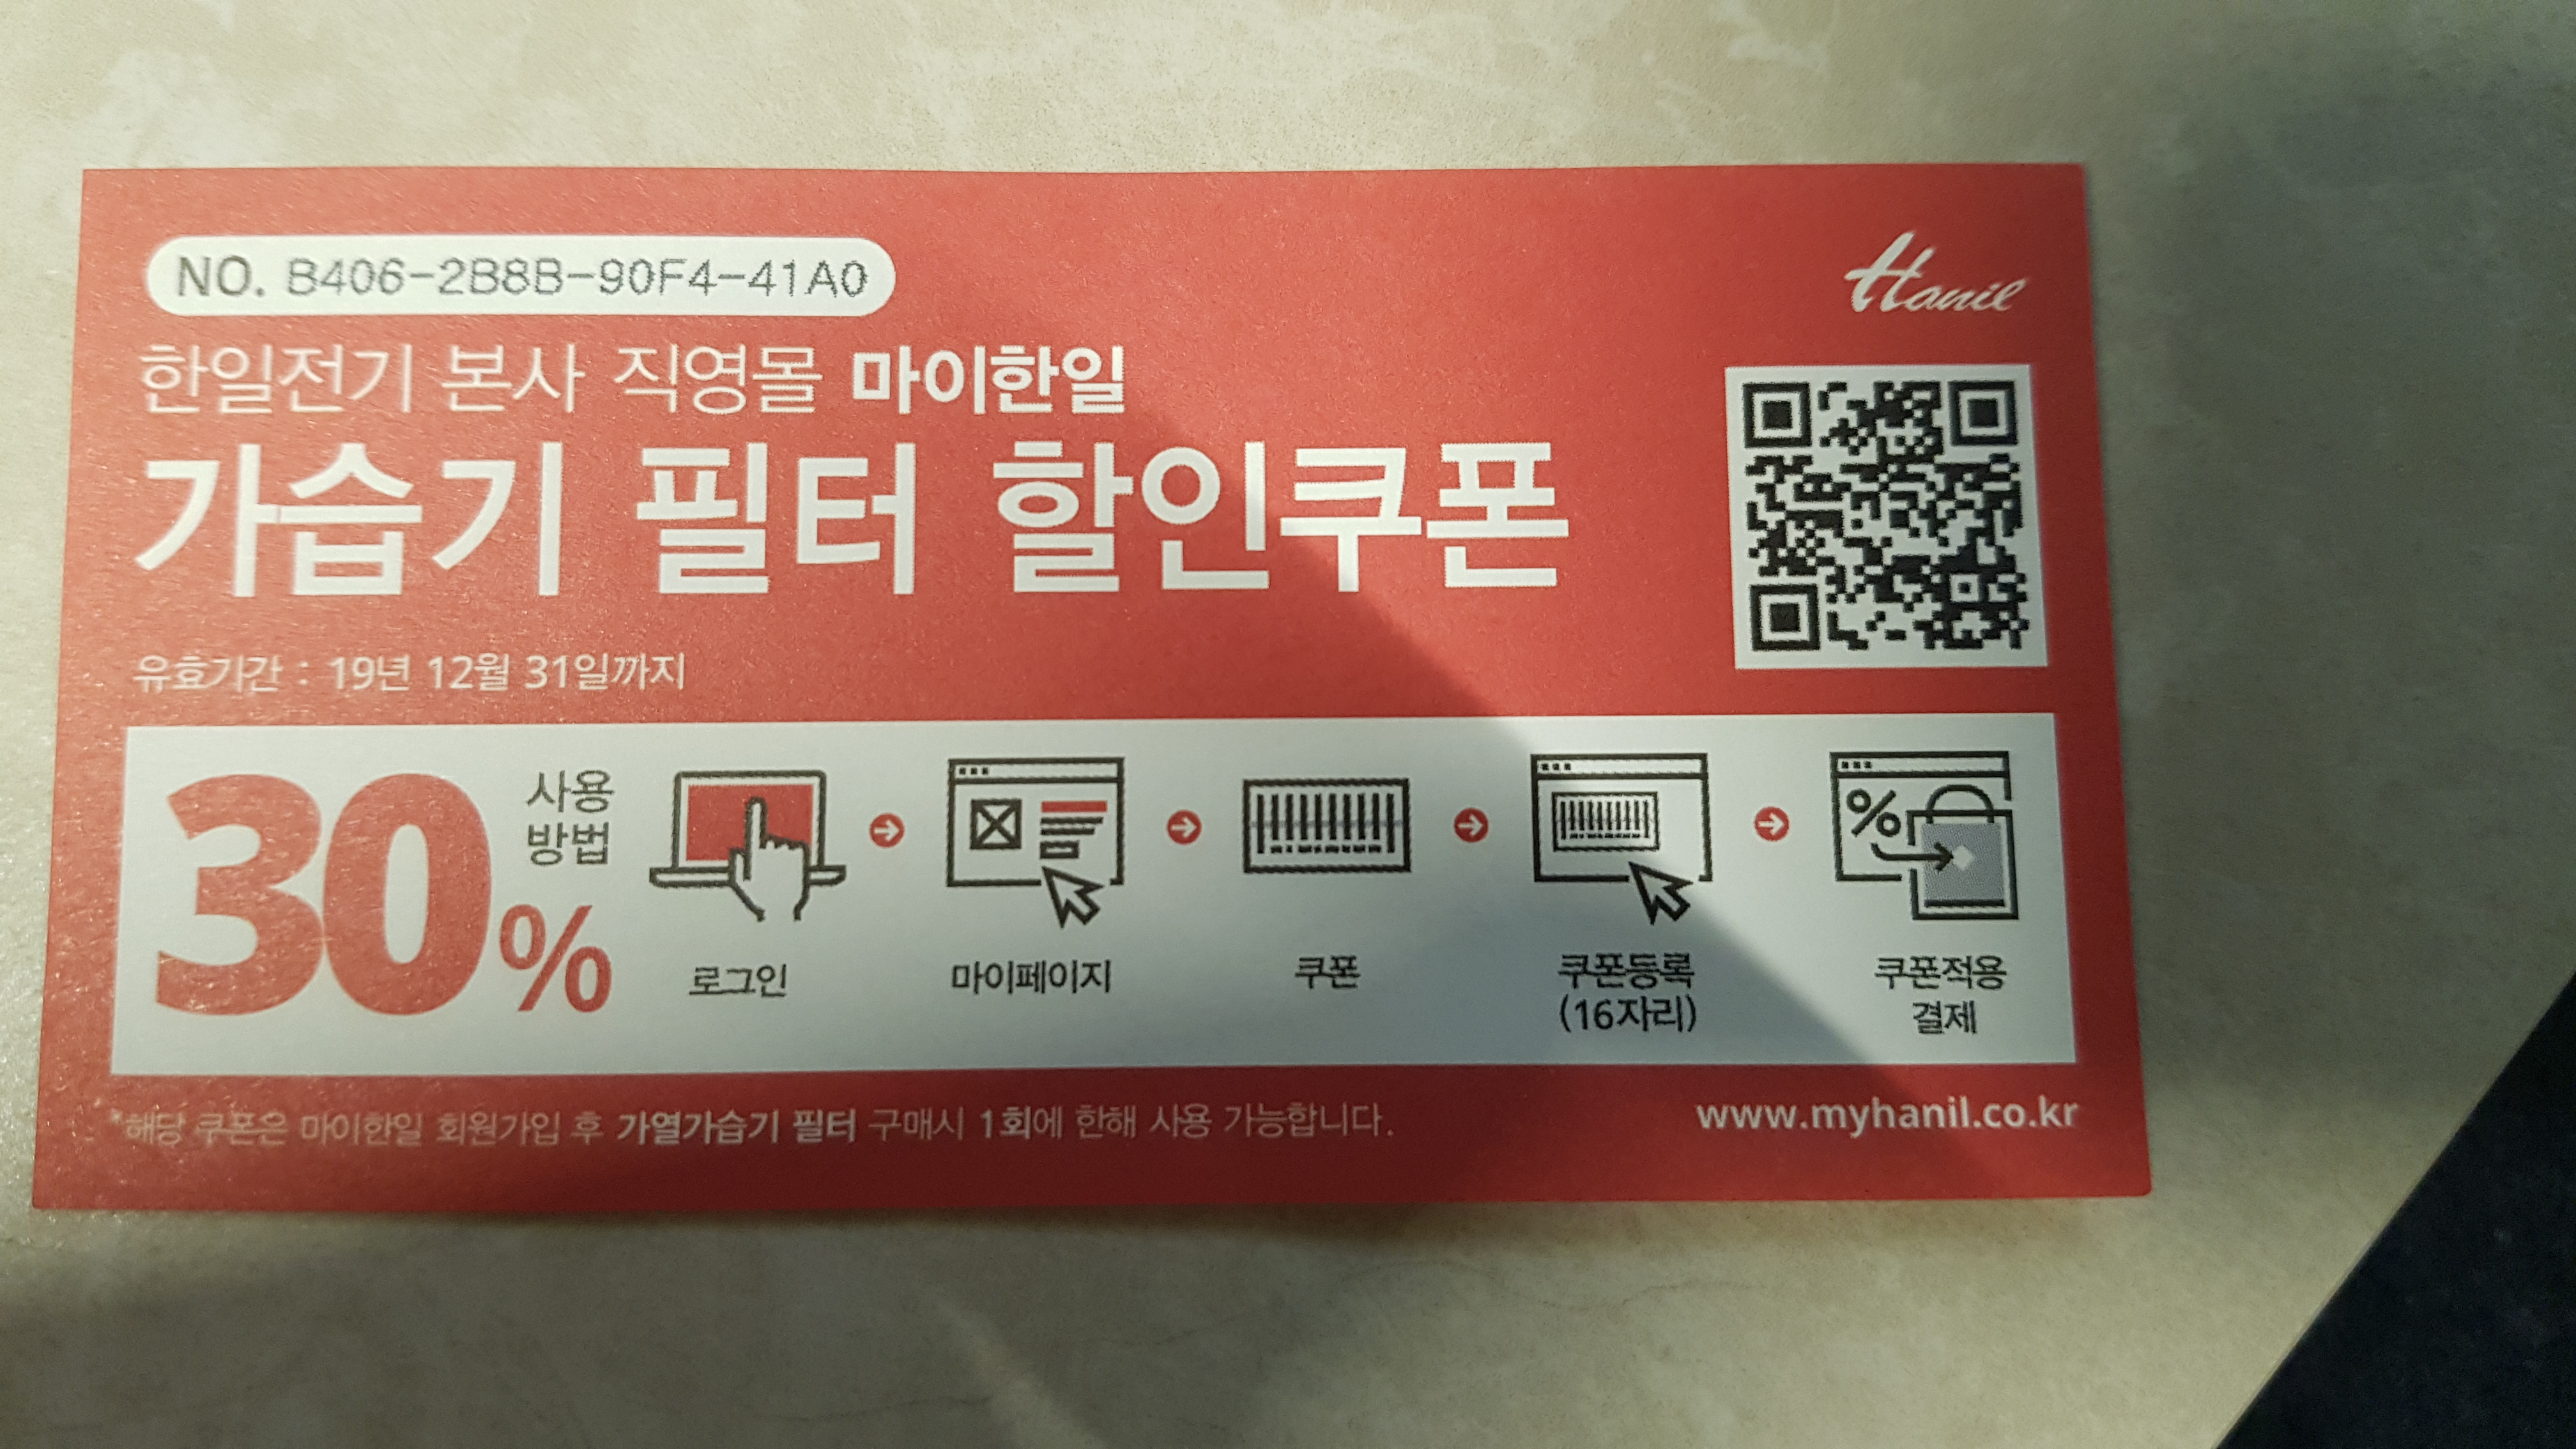 NO. B406-2B8B-90F4-41A0
Hanil
한일전기 본사 직영몰 마이한일
가습기 필터 할인쿠폰
유효기간 : 19년 12월 31일까지
30%
사용
방법
로그인
마이페이지
쿠폰
쿠폰등록
(16자리)
쿠폰적용
결제
*해당 쿠폰은 마이한일 회원가입 후 가열가습기 필터 구매시 1회에 한해 사용 가능합니다.
www.myhanil.co.kr